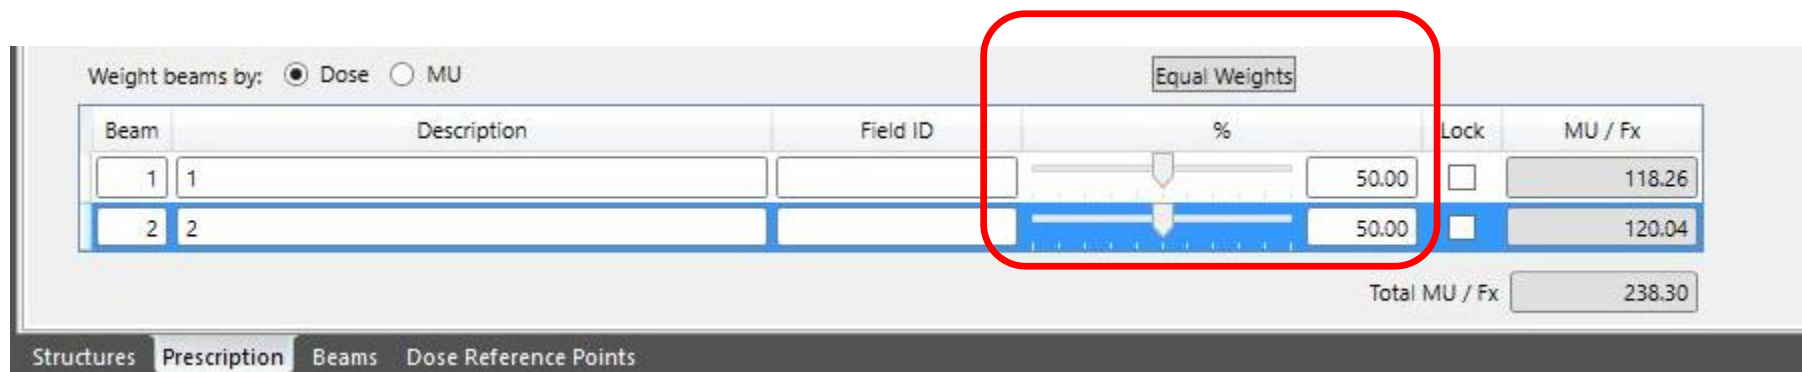 Weight beams by: Dose MU Equal Weights
Beam Description Field ID % Lock MU / Fx
1 1 50.00 118.26
2 2 50.00 120.04
Total MU / Fx 238.30
Structures Prescription Beams Dose Reference Points